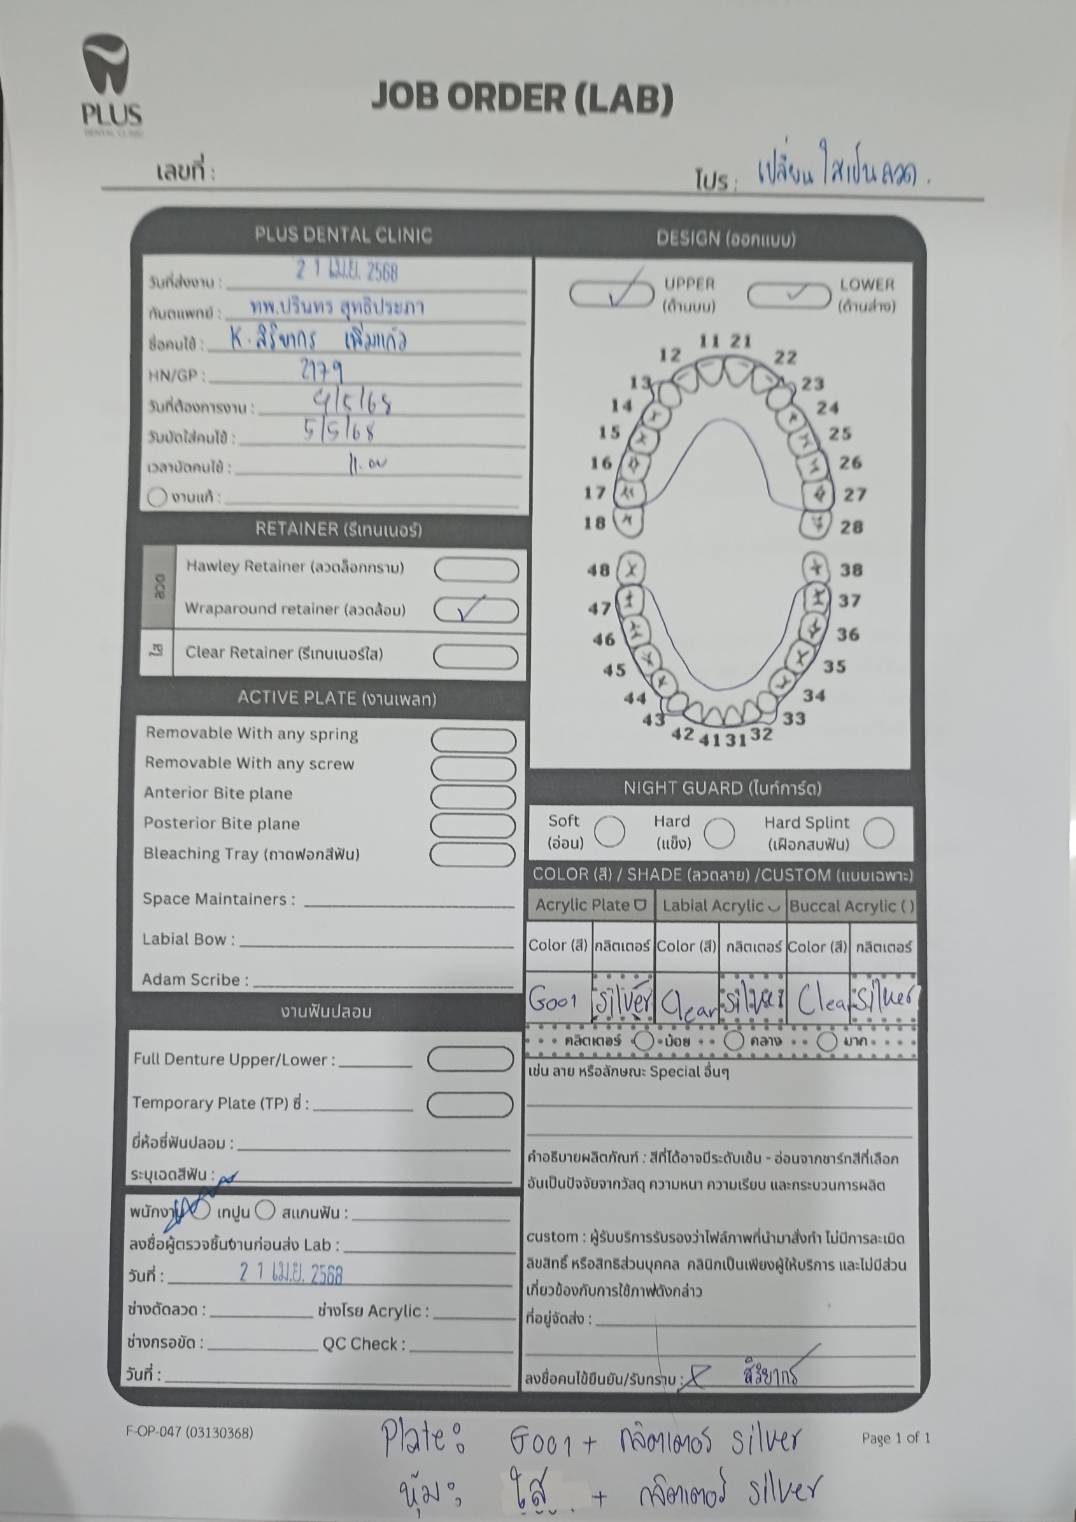 PLUS
DENTAL CLINIC
JOB ORDER (LAB)
เลขที่ :
โปร : เปลี่ยนใสเป็นลวด.
PLUS DENTAL CLINIC
วันที่ส่งงาน : 21 เม.ย. 2568
ทันตแพทย์ : ทพ.ปรินทร สุทธิประภา
ชื่อคนไข้ : K. สิริยากร เพิ่มแก้ว
HN/GP : 2179
วันที่ต้องการงาน : 4/5/68
วันนัดใส่คนไข้ : 5/5/68
เวลานัดคนไข้ : 11.00
งานแก้ :
RETAINER (รีเทนเนอร์)
ลวด
Hawley Retainer (ลวดล็อกกราม)
Wraparound retainer (ลวดล้อม)
ใส
Clear Retainer (รีเทนเนอร์ใส)
ACTIVE PLATE (งานเพลท)
Removable With any spring
Removable With any screw
Anterior Bite plane
Posterior Bite plane
Bleaching Tray (ถาดฟอกสีฟัน)
Space Maintainers :
Labial Bow :
Adam Scribe :
งานฟันปลอม
Full Denture Upper/Lower :
Temporary Plate (TP) ซี่ :
ยี่ห้อซี่ฟันปลอม :
ระบุเฉดสีฟัน :
พนักงาน เทปูน สแกนฟัน :
ลงชื่อผู้ตรวจชิ้นงานก่อนส่ง Lab :
วันที่ : 21 เม.ย. 2568
ช่างดัดลวด : ช่างโรย Acrylic :
ช่างกรอขัด : QC Check :
วันที่ :
DESIGN (ออกแบบ)
UPPER
(ด้านบน)
LOWER
(ด้านล่าง)
11 21
12 22
13 23
14 24
15 25
16 26
17 27
18 28
48 38
47 37
46 36
45 35
44 34
43 33
42 41 31 32
NIGHT GUARD (ไนท์การ์ด)
Soft
(อ่อน)
Hard
(แข็ง)
Hard Splint
(เฝือกสบฟัน)
COLOR (สี) / SHADE (ลวดลาย) /CUSTOM (แบบเฉพาะ)
Acrylic Plate Labial Acrylic Buccal Acrylic ( )
Color (สี) กลิตเตอร์ Color (สี) กลิตเตอร์ Color (สี) กลิตเตอร์
G001 silver Clear silver Clear silver
กลิตเตอร์ น้อย กลาง มาก
เช่น ลาย หรือลักษณะ Special อื่นๆ
คำอธิบายผลิตภัณฑ์ : สีที่ได้อาจมีระดับเข้ม - อ่อนจากชาร์ทสีที่เลือก
อันเป็นปัจจัยจากวัสดุ ความหนา ความเรียบ และกระบวนการผลิต
custom : ผู้รับบริการรับรองว่าไฟล์ภาพที่นำมาสั่งทำ ไม่มีการละเมิด
ลิขสิทธิ์ หรือสิทธิส่วนบุคคล คลินิกเป็นเพียงผู้ให้บริการ และไม่มีส่วน
เกี่ยวข้องกับการใช้ภาพดังกล่าว
ที่อยู่จัดส่ง :
ลงชื่อคนไข้ยืนยัน/รับทราบ : สิริยากร
F-OP-047 (03130368)
Page 1 of 1
Plate : G001 + กลิตเตอร์ silver
หุ้ม : ใส + กลิตเตอร์ silver